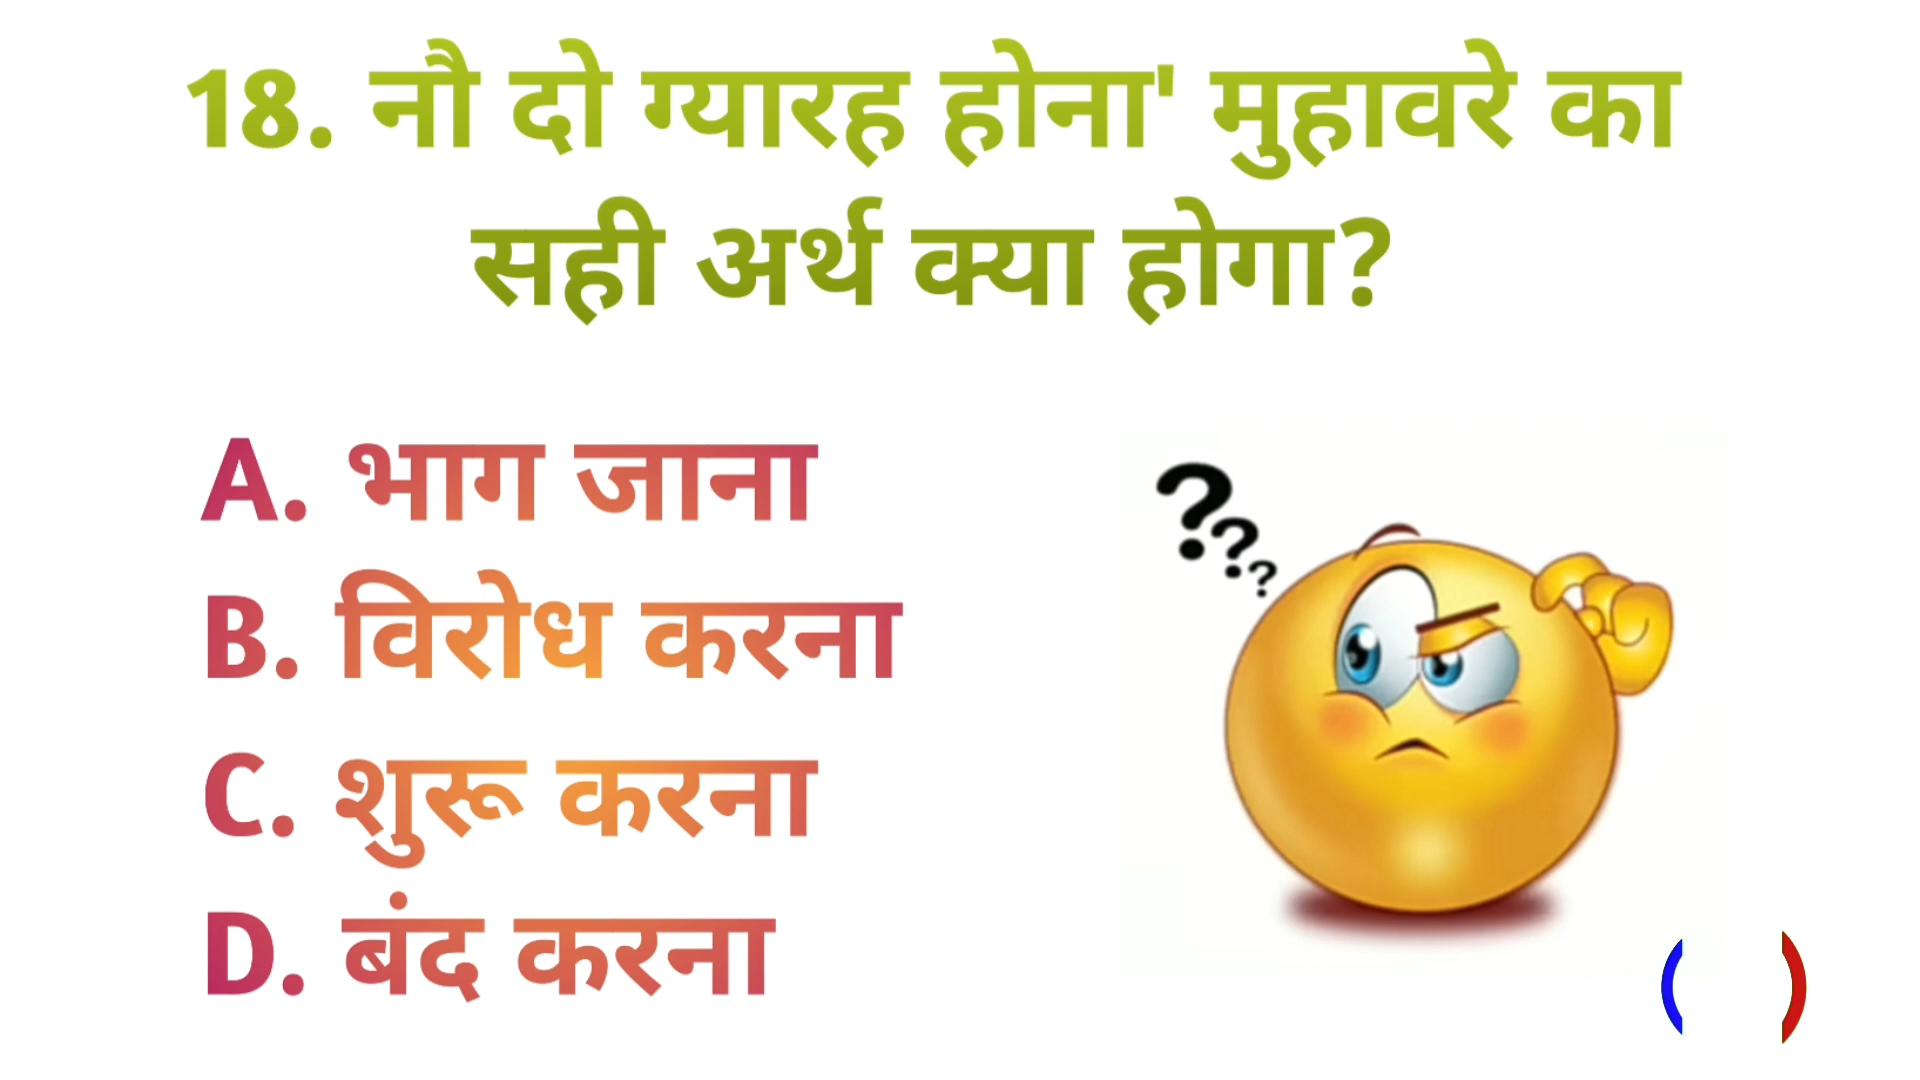 18. नौ दो ग्यारह होना' मुहावरे का
सही अर्थ क्या होगा?
A. भाग जाना
B. विरोध करना
C. शुरू करना
D. बंद करना
???
( )